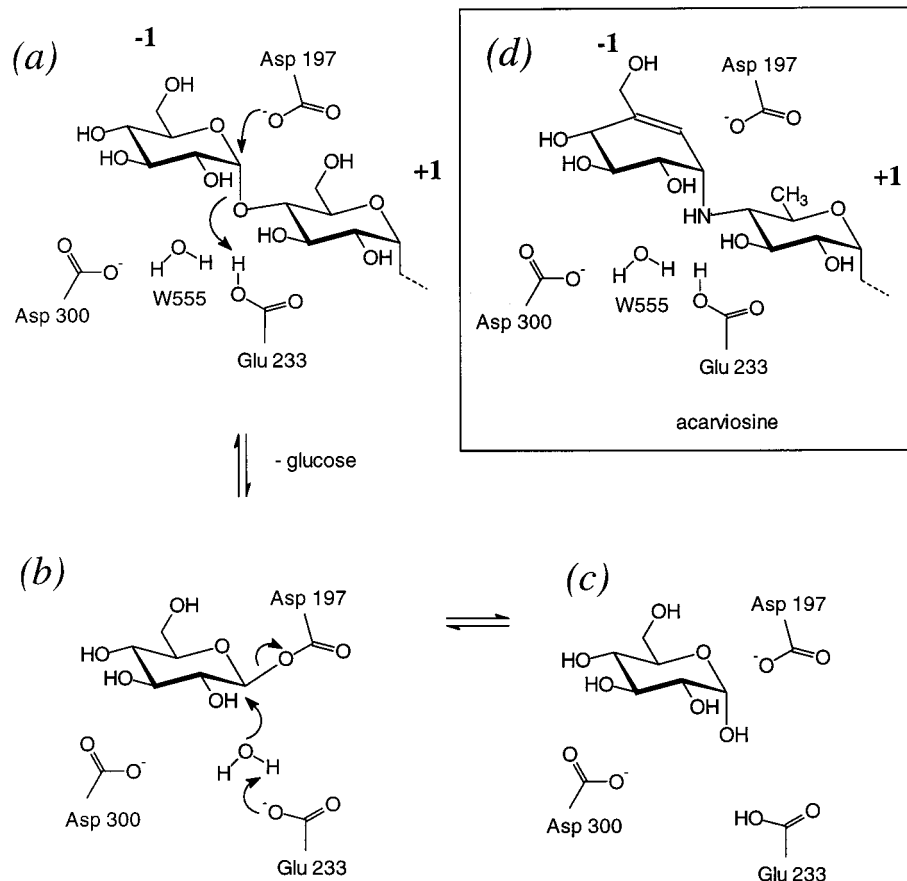 (a)
-1
Asp 197
OH
-O
O
HO
O
HO
OH
+1
OH
O
O
HO
OH
O
O-
O
H H
W555
H
O
O
Asp 300
Glu 233
(d)
-1
OH
Asp 197
-O
O
HO
HO
OH
+1
CH3
HN
O
HO
OH
O
O-
O
H H
W555
H
O
O
Asp 300
Glu 233
acarviosine
- glucose
(b)
Asp 197
OH
O
O
O
HO
HO
OH
O
O-
O
H H
-O
O
Asp 300
Glu 233
(c)
Asp 197
OH
O
-O
O
HO
HO
OH
OH
O
O-
HO
O
Asp 300
Glu 233